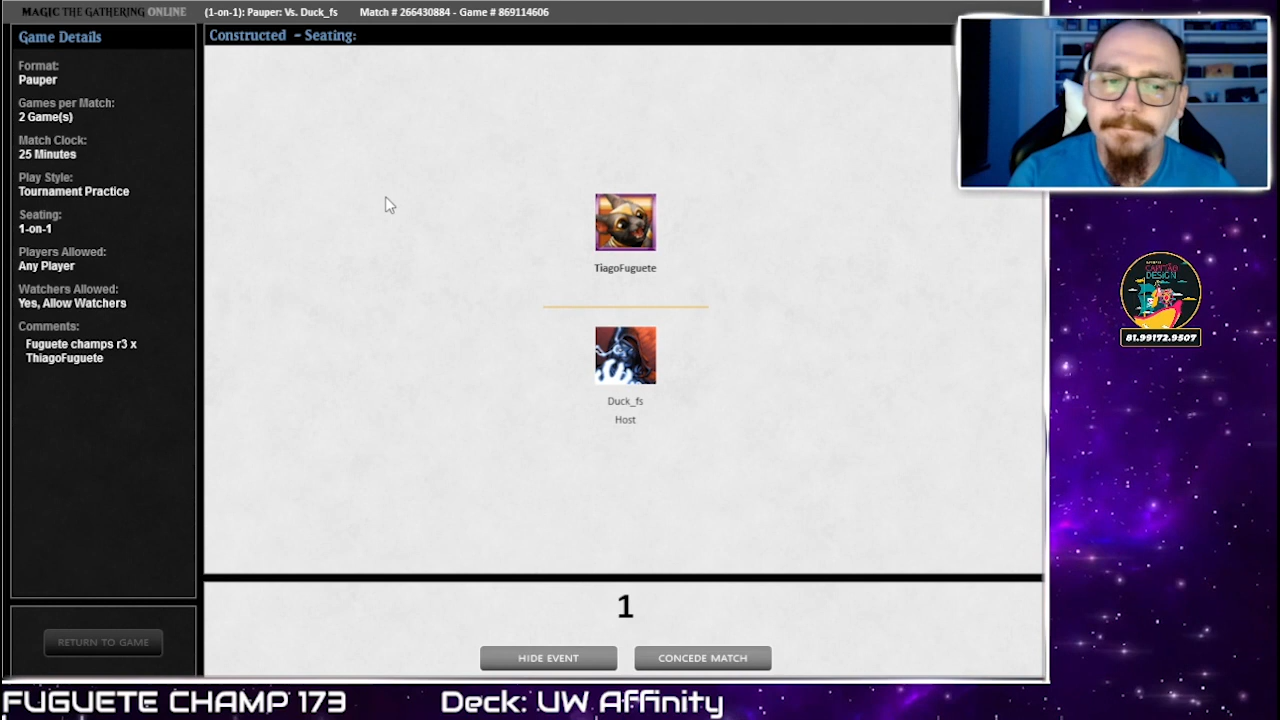 MAGIC THE GATHERING ONLINE
(1-on-1): Pauper: Vs. Duck_fs
Match # 266430884 - Game # 869114606
Game Details
Format:
Pauper
Games per Match:
2 Game(s)
Match Clock:
25 Minutes
Play Style:
Tournament Practice
Seating:
1-on-1
Players Allowed:
Any Player
Watchers Allowed:
Yes, Allow Watchers
Comments:
Fuguete champs r3 x
ThiagoFuguete
RETURN TO GAME
Constructed - Seating:
TiagoFuguete
Duck_fs
Host
1
HIDE EVENT
CONCEDE MATCH
CAPITÃO
DESIGN
81.99172.9507
FUGUETE CHAMP 173
Deck: UW Affinity